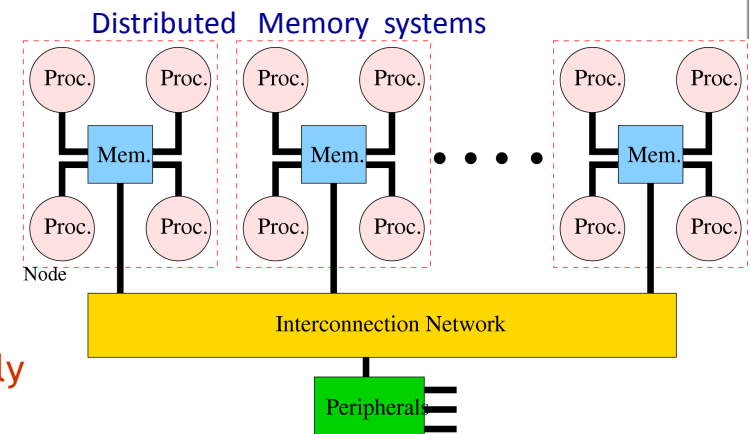 Distributed Memory systems
Proc. Proc. Proc. Proc. Proc. Proc.
Mem. Mem. Mem.
Proc. Proc. Proc. Proc. Proc. Proc.
Node
Interconnection Network
ly
Peripherals